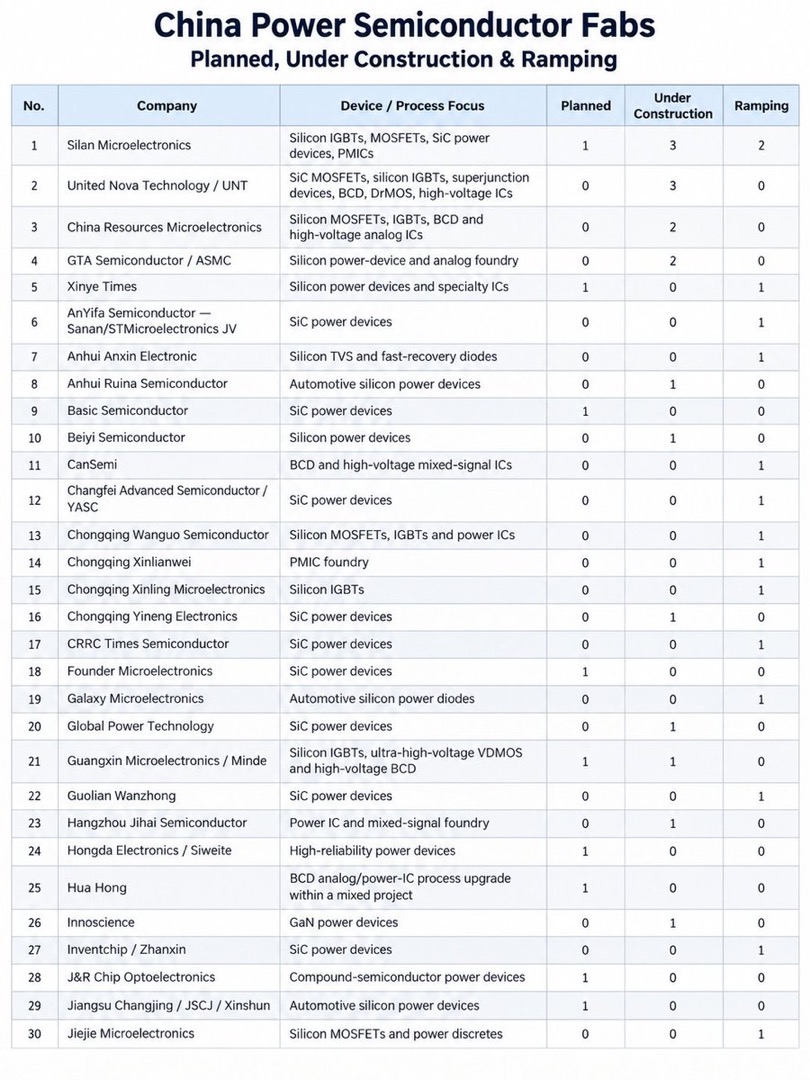 China Power Semiconductor Fabs
Planned, Under Construction & Ramping
No. Company Device / Process Focus Planned Under Construction Ramping
1 Silan Microelectronics Silicon IGBTs, MOSFETs, SiC power devices, PMICs 1 3 2
2 United Nova Technology / UNT SiC MOSFETs, silicon IGBTs, superjunction devices, BCD, DrMOS, high-voltage ICs 0 3 0
3 China Resources Microelectronics Silicon MOSFETs, IGBTs, BCD and high-voltage analog ICs 0 2 0
4 GTA Semiconductor / ASMC Silicon power-device and analog foundry 0 2 0
5 Xinye Times Silicon power devices and specialty ICs 1 0 1
6 AnYifa Semiconductor — Sanan/STMicroelectronics JV SiC power devices 0 0 1
7 Anhui Anxin Electronic Silicon TVS and fast-recovery diodes 0 0 1
8 Anhui Ruina Semiconductor Automotive silicon power devices 0 1 0
9 Basic Semiconductor SiC power devices 1 0 0
10 Beiyi Semiconductor Silicon power devices 0 1 0
11 CanSemi BCD and high-voltage mixed-signal ICs 0 0 1
12 Changfei Advanced Semiconductor / YASC SiC power devices 0 0 1
13 Chongqing Wanguo Semiconductor Silicon MOSFETs, IGBTs and power ICs 0 0 1
14 Chongqing Xinlianwei PMIC foundry 0 0 1
15 Chongqing Xinling Microelectronics Silicon IGBTs 0 0 1
16 Chongqing Yineng Electronics SiC power devices 0 1 0
17 CRRC Times Semiconductor SiC power devices 0 0 1
18 Founder Microelectronics SiC power devices 1 0 0
19 Galaxy Microelectronics Automotive silicon power diodes 0 0 1
20 Global Power Technology SiC power devices 0 1 0
21 Guangxin Microelectronics / Minde Silicon IGBTs, ultra-high-voltage VDMOS and high-voltage BCD 1 1 0
22 Guolian Wanzhong SiC power devices 0 0 1
23 Hangzhou Jihai Semiconductor Power IC and mixed-signal foundry 0 1 0
24 Hongda Electronics / Siweite High-reliability power devices 1 0 0
25 Hua Hong BCD analog/power-IC process upgrade within a mixed project 1 0 0
26 Innoscience GaN power devices 0 1 0
27 Inventchip / Zhanxin SiC power devices 0 0 1
28 J&R Chip Optoelectronics Compound-semiconductor power devices 1 0 0
29 Jiangsu Changjing / JSCJ / Xinshun Automotive silicon power devices 1 0 0
30 Jiejie Microelectronics Silicon MOSFETs and power discretes 0 0 1